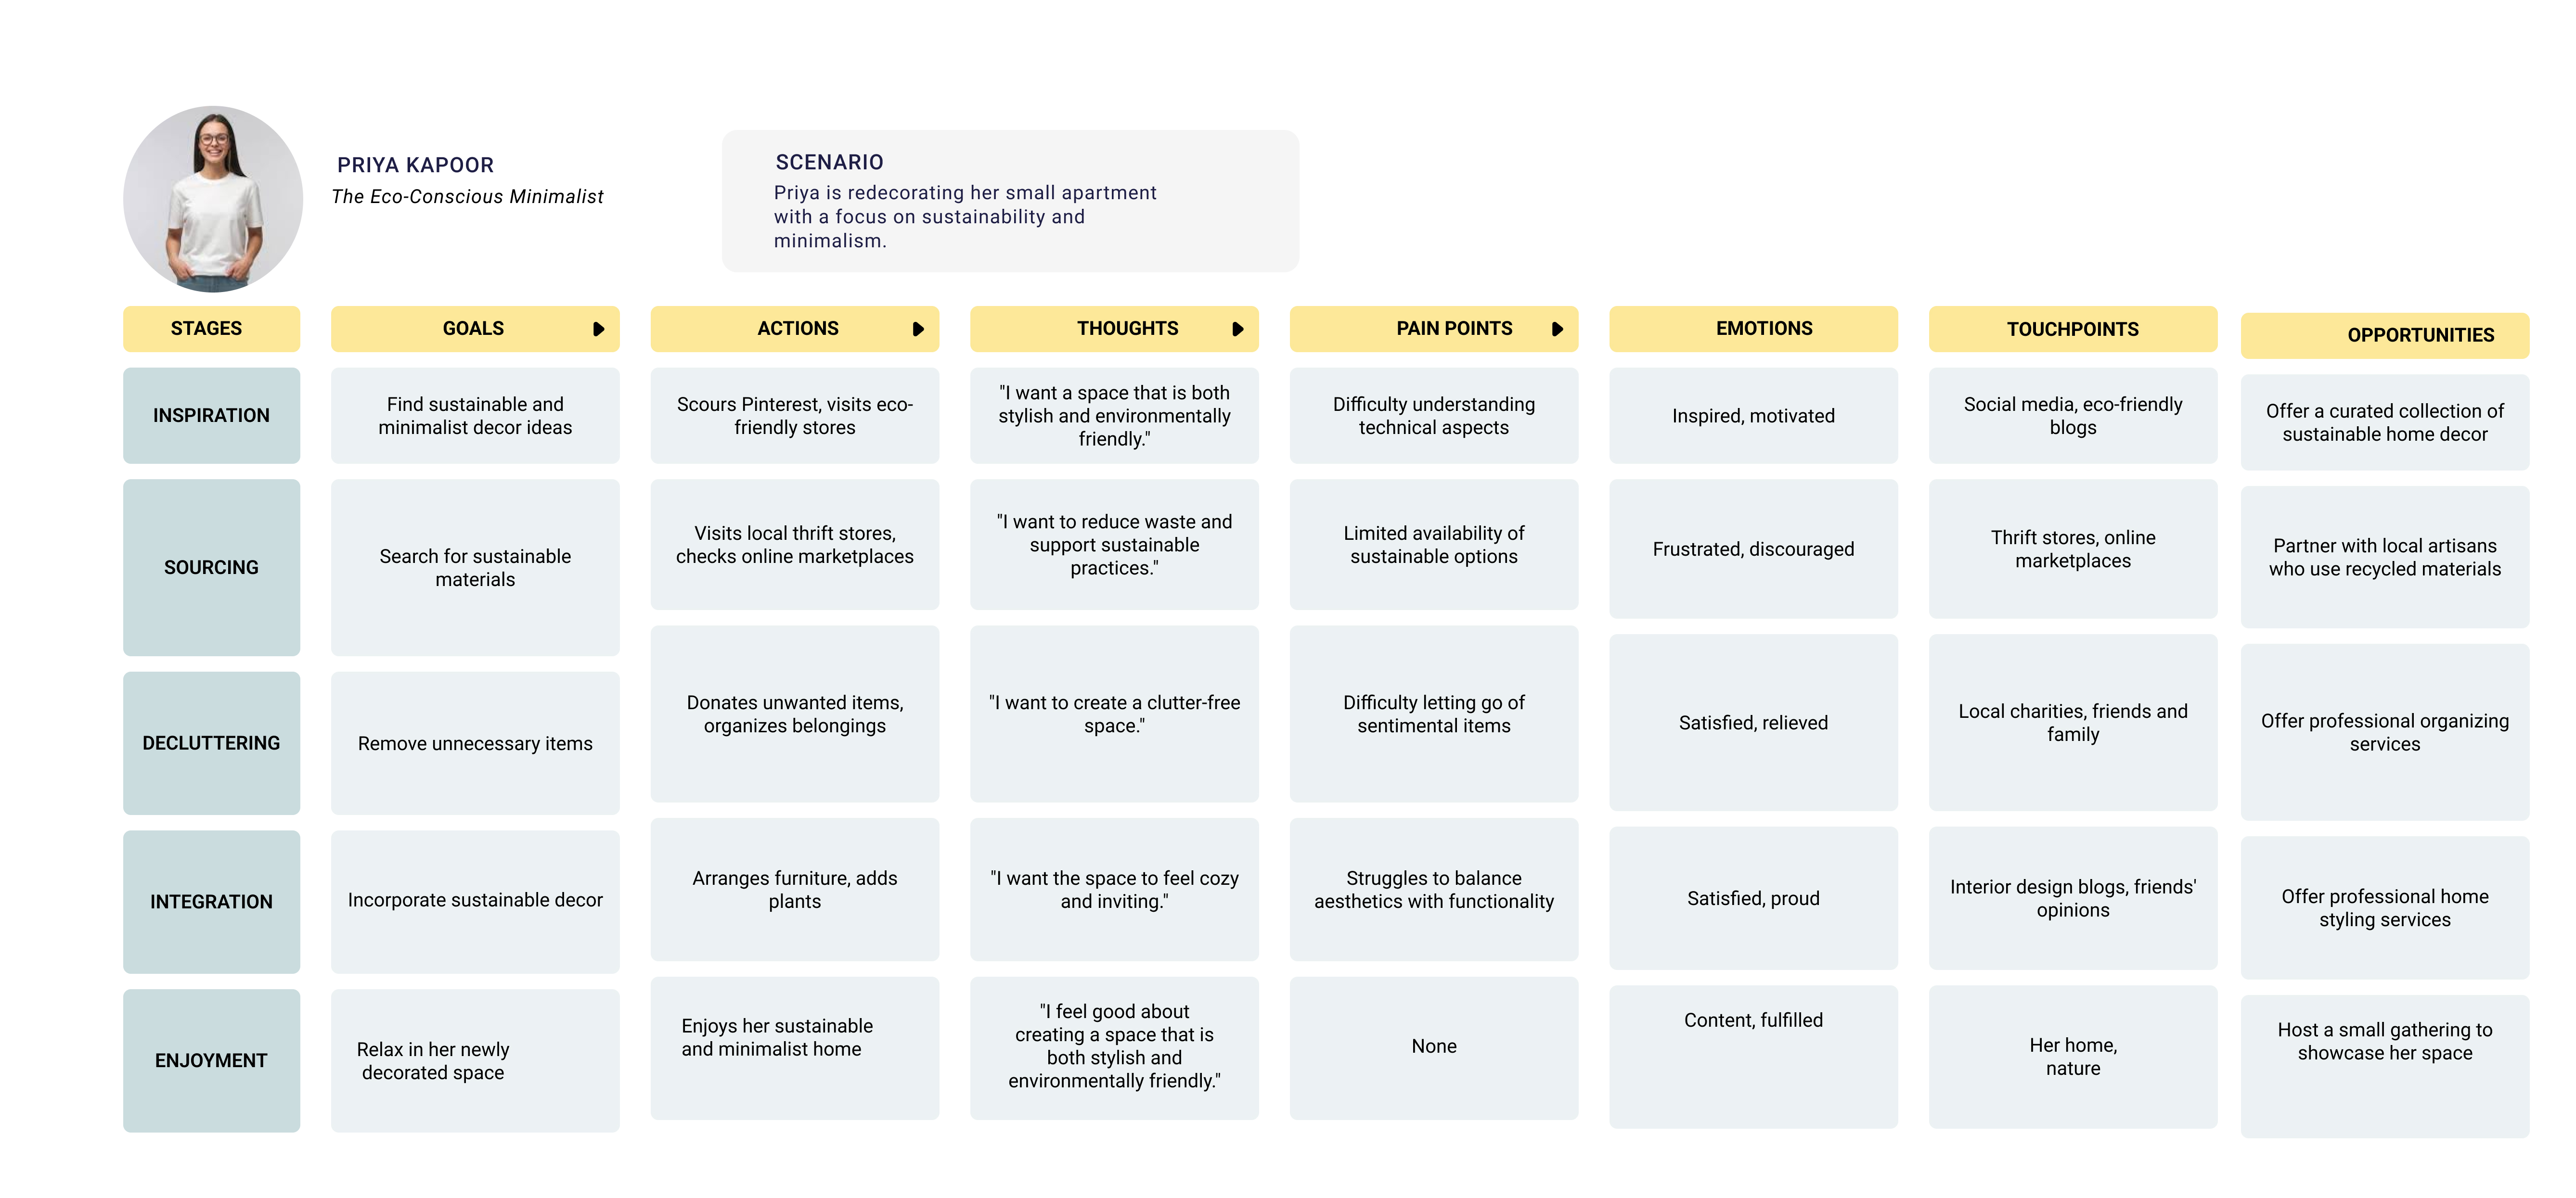 PRIYA KAPOOR
The Eco-Conscious Minimalist
SCENARIO
Priya is redecorating her small apartment
with a focus on sustainability and
minimalism.
STAGES
GOALS
ACTIONS
THOUGHTS
PAIN POINTS
EMOTIONS
TOUCHPOINTS
OPPORTUNITIES
INSPIRATION
Find sustainable and
minimalist decor ideas
Scours Pinterest, visits eco-
friendly stores
"I want a space that is both
stylish and environmentally
friendly."
Difficulty understanding
technical aspects
Inspired, motivated
Social media, eco-friendly
blogs
Offer a curated collection of
sustainable home decor
SOURCING
Search for sustainable
materials
Visits local thrift stores,
checks online marketplaces
"I want to reduce waste and
support sustainable
practices."
Limited availability of
sustainable options
Frustrated, discouraged
Thrift stores, online
marketplaces
Partner with local artisans
who use recycled materials
DECLUTTERING
Remove unnecessary items
Donates unwanted items,
organizes belongings
"I want to create a clutter-free
space."
Difficulty letting go of
sentimental items
Satisfied, relieved
Local charities, friends and
family
Offer professional organizing
services
INTEGRATION
Incorporate sustainable decor
Arranges furniture, adds
plants
"I want the space to feel cozy
and inviting."
Struggles to balance
aesthetics with functionality
Satisfied, proud
Interior design blogs, friends'
opinions
Offer professional home
styling services
ENJOYMENT
Relax in her newly
decorated space
Enjoys her sustainable
and minimalist home
"I feel good about
creating a space that is
both stylish and
environmentally friendly."
None
Content, fulfilled
Her home,
nature
Host a small gathering to
showcase her space